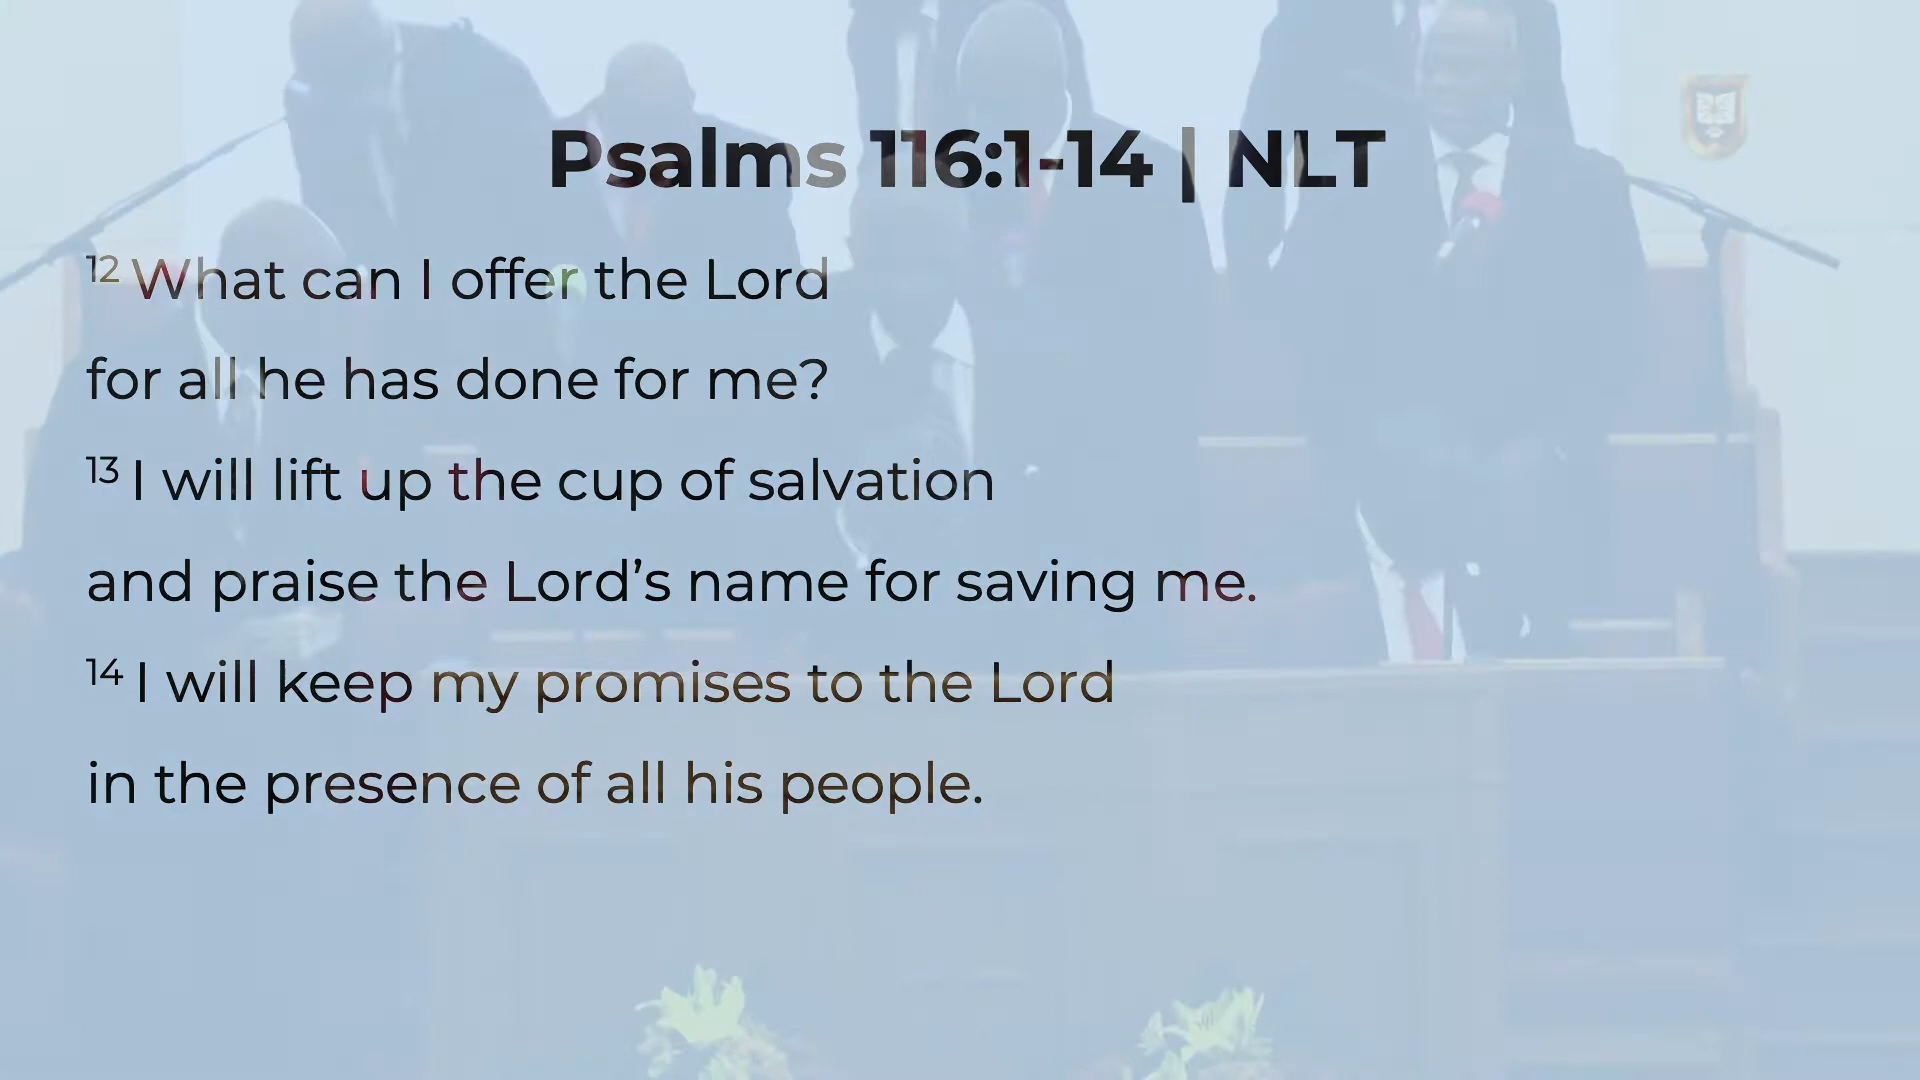 Psalms 116:1-14 | NLT
12 What can I offer the Lord
for all he has done for me?
13 I will lift up the cup of salvation
and praise the Lord’s name for saving me.
14 I will keep my promises to the Lord
in the presence of all his people.